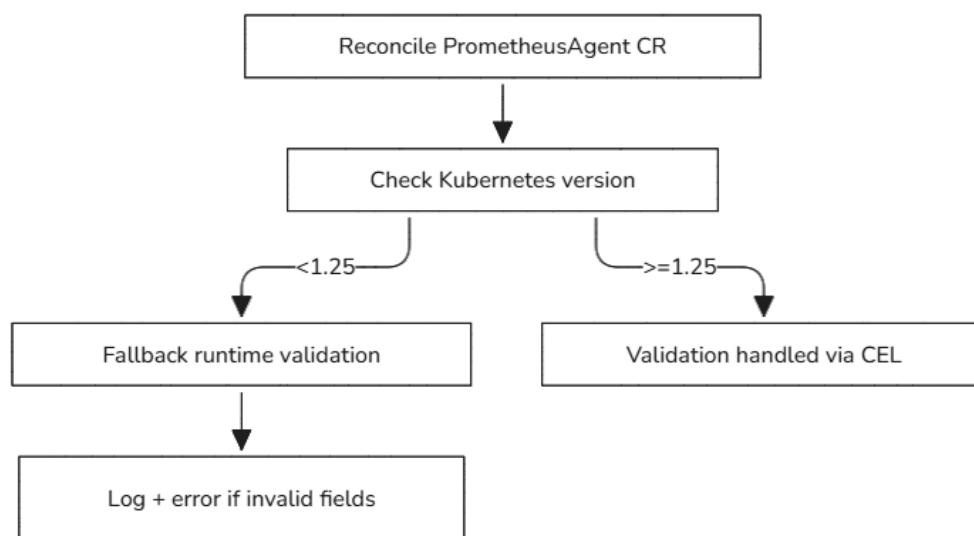 Reconcile PrometheusAgent CR
Check Kubernetes version
<1.25
>=1.25
Fallback runtime validation
Validation handled via CEL
Log + error if invalid fields